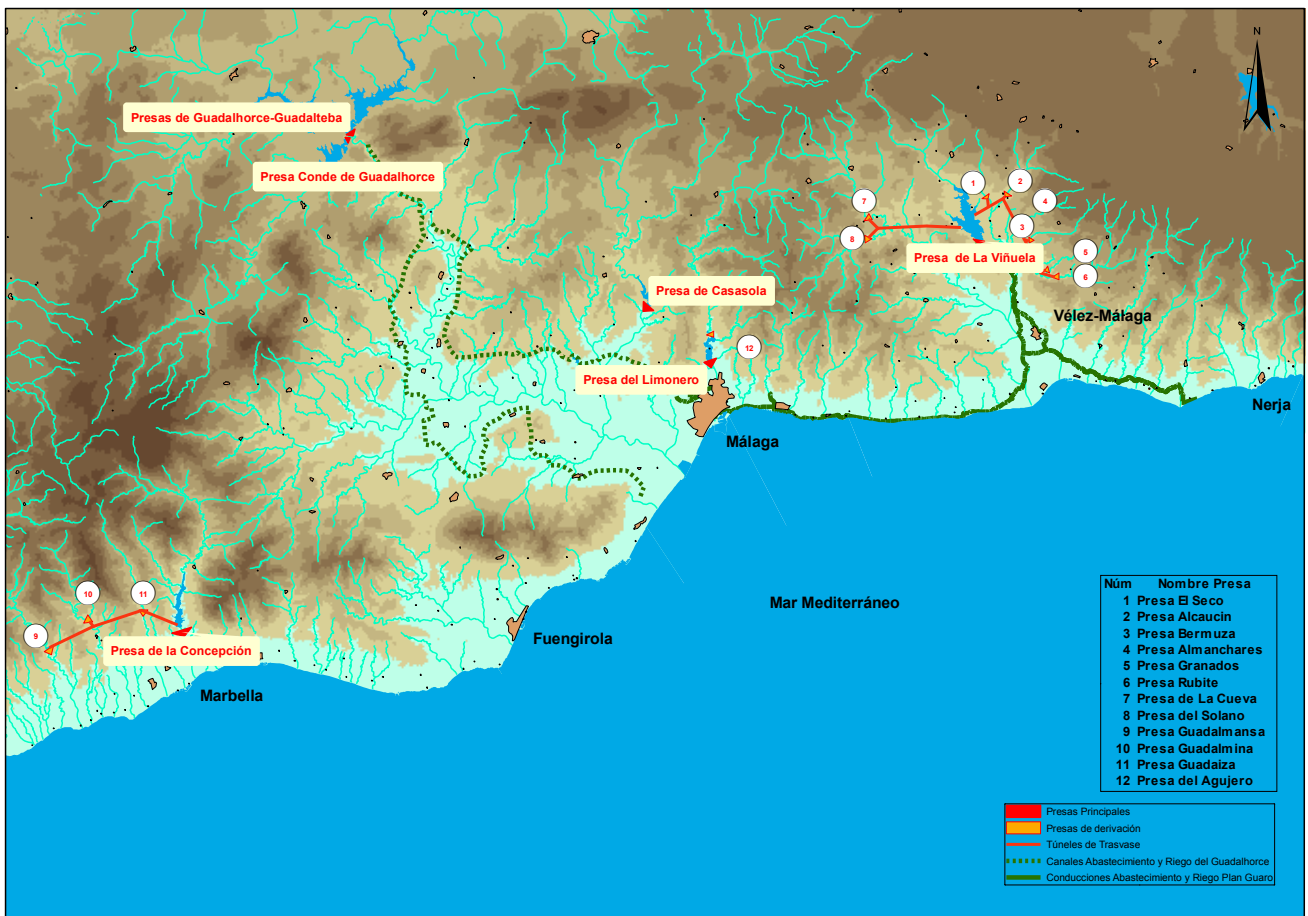 N
Presas de Guadalhorce-Guadalteba
Presa Conde de Guadalhorce
1
2
4
7
3
8
5
6
Presa de La Viñuela
Presa de Casasola
Vélez-Málaga
12
Presa del Limonero
Nerja
Málaga
10
11
9
Presa de la Concepción
Mar Mediterráneo
Fuengirola
Marbella
Núm Nombre Presa
1 Presa El Seco
2 Presa Alcaucín
3 Presa Bermuza
4 Presa Almanchares
5 Presa Granados
6 Presa Rubite
7 Presa de La Cueva
8 Presa del Solano
9 Presa Guadalmansa
10 Presa Guadalmina
11 Presa Guadaiza
12 Presa del Agujero
Presas Principales
Presas de derivación
Túneles de Trasvase
Canales Abastecimiento y Riego del Guadalhorce
Conducciones Abastecimiento y Riego Plan Guaro